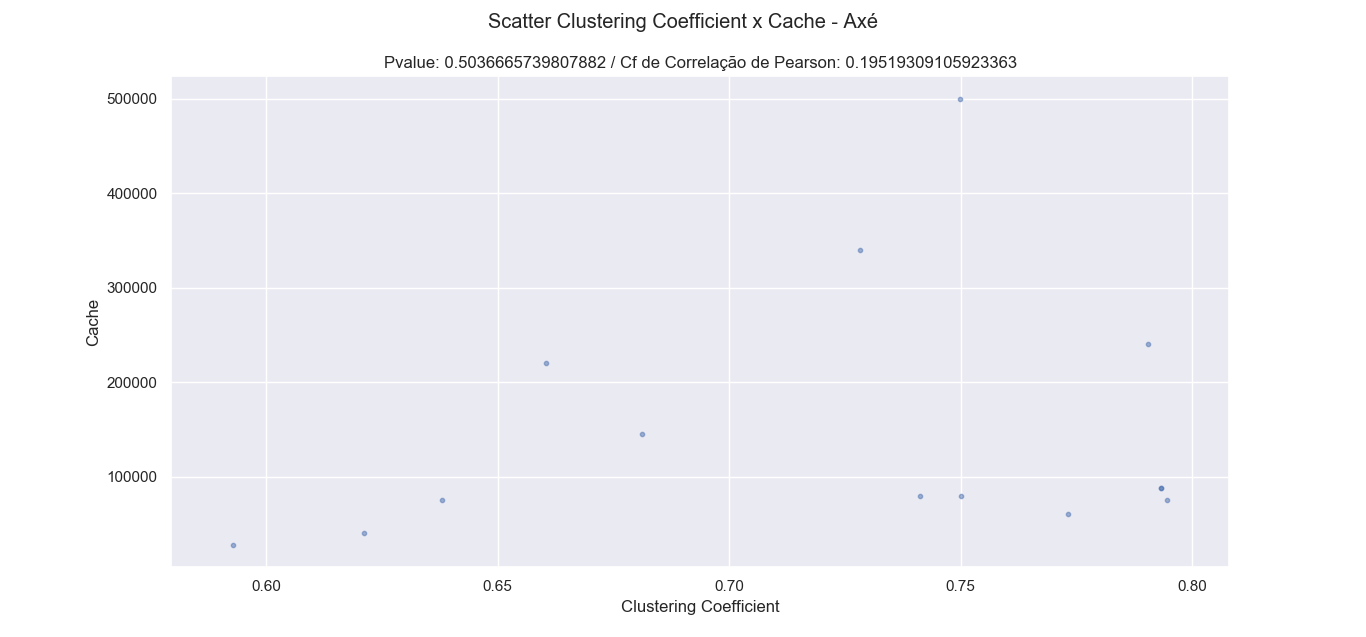 Scatter Clustering Coefficient x Cache - Axé
Pvalue: 0.5036665739807882 / Cf de Correlação de Pearson: 0.19519309105923363
500000
400000
300000
200000
100000
Cache
0.60
0.65
0.70
0.75
0.80
Clustering Coefficient